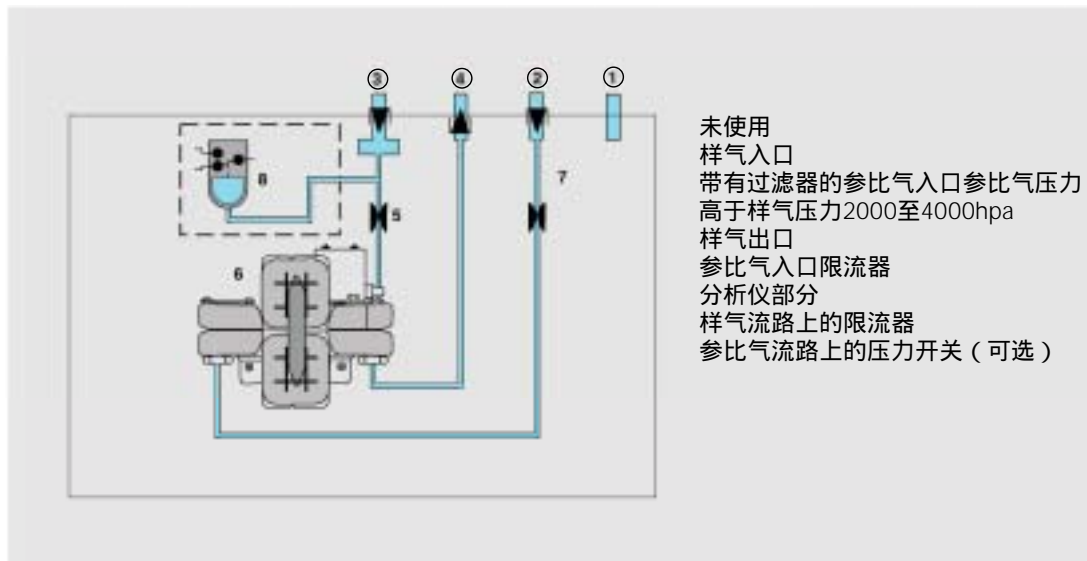 ③ ④ ② ①
8
7
5
6
未使用
样气入口
带有过滤器的参比气入口参比气压力
高于样气压力2000至4000hpa
样气出口
参比气入口限流器
分析仪部分
样气流路上的限流器
参比气流路上的压力开关（可选）